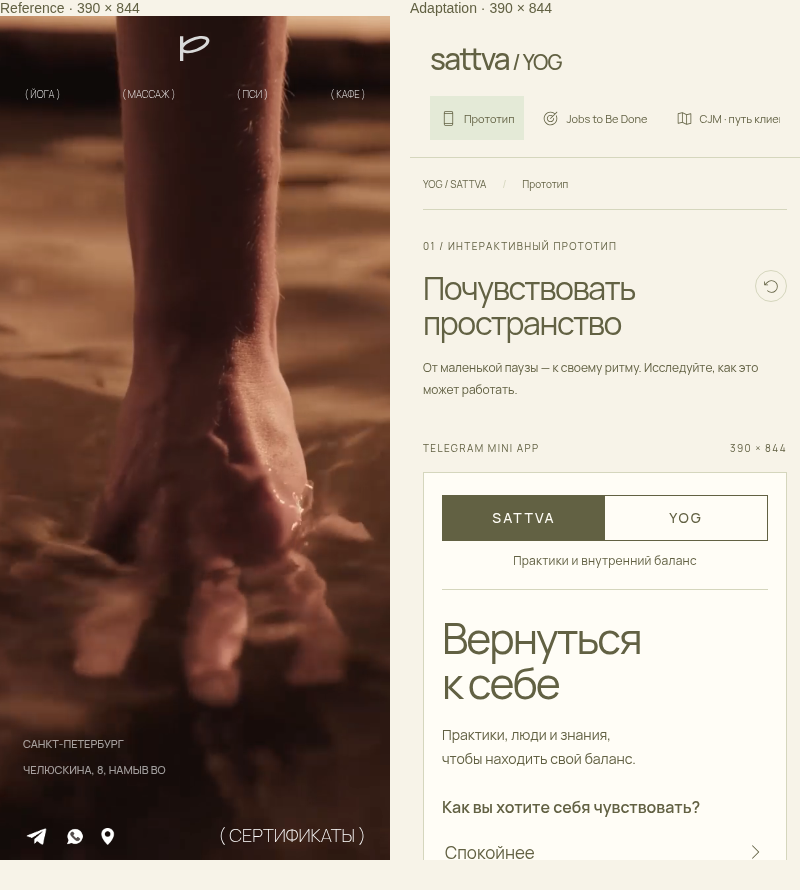 Reference · 390 × 844
( ЙОГА )
( МАССАЖ )
( ПСИ )
( КАФЕ )
САНКТ-ПЕТЕРБУРГ
ЧЕЛЮСКИНА, 8, НАМЫВ ВО
( СЕРТИФИКАТЫ )
Adaptation · 390 × 844
sattva / YOG
Прототип
Jobs to Be Done
CJM · путь
YOG / SATTVA / Прототип
01 / ИНТЕРАКТИВНЫЙ ПРОТОТИП
Почувствовать
пространство
От маленькой паузы — к своему ритму. Исследуйте, как это
может работать.
TELEGRAM MINI APP
390 × 844
SATTVA
YOG
Практики и внутренний баланс
Вернуться
к себе
Практики, люди и знания,
чтобы находить свой баланс.
Как вы хотите себя чувствовать?
Спокойнее